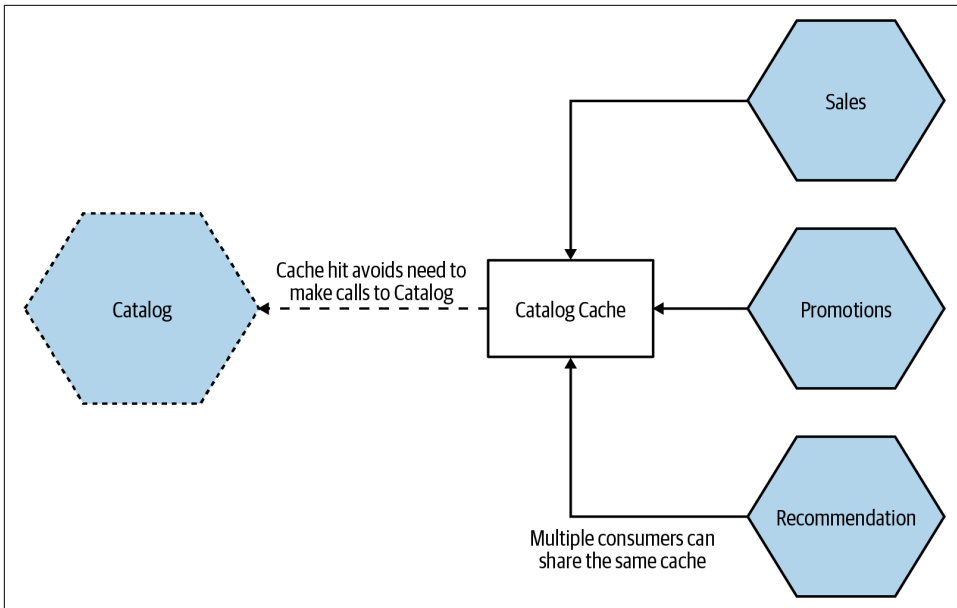 Sales
Cache hit avoids need to
make calls to Catalog
Catalog
Catalog Cache
Promotions
Recommendation
Multiple consumers can
share the same cache